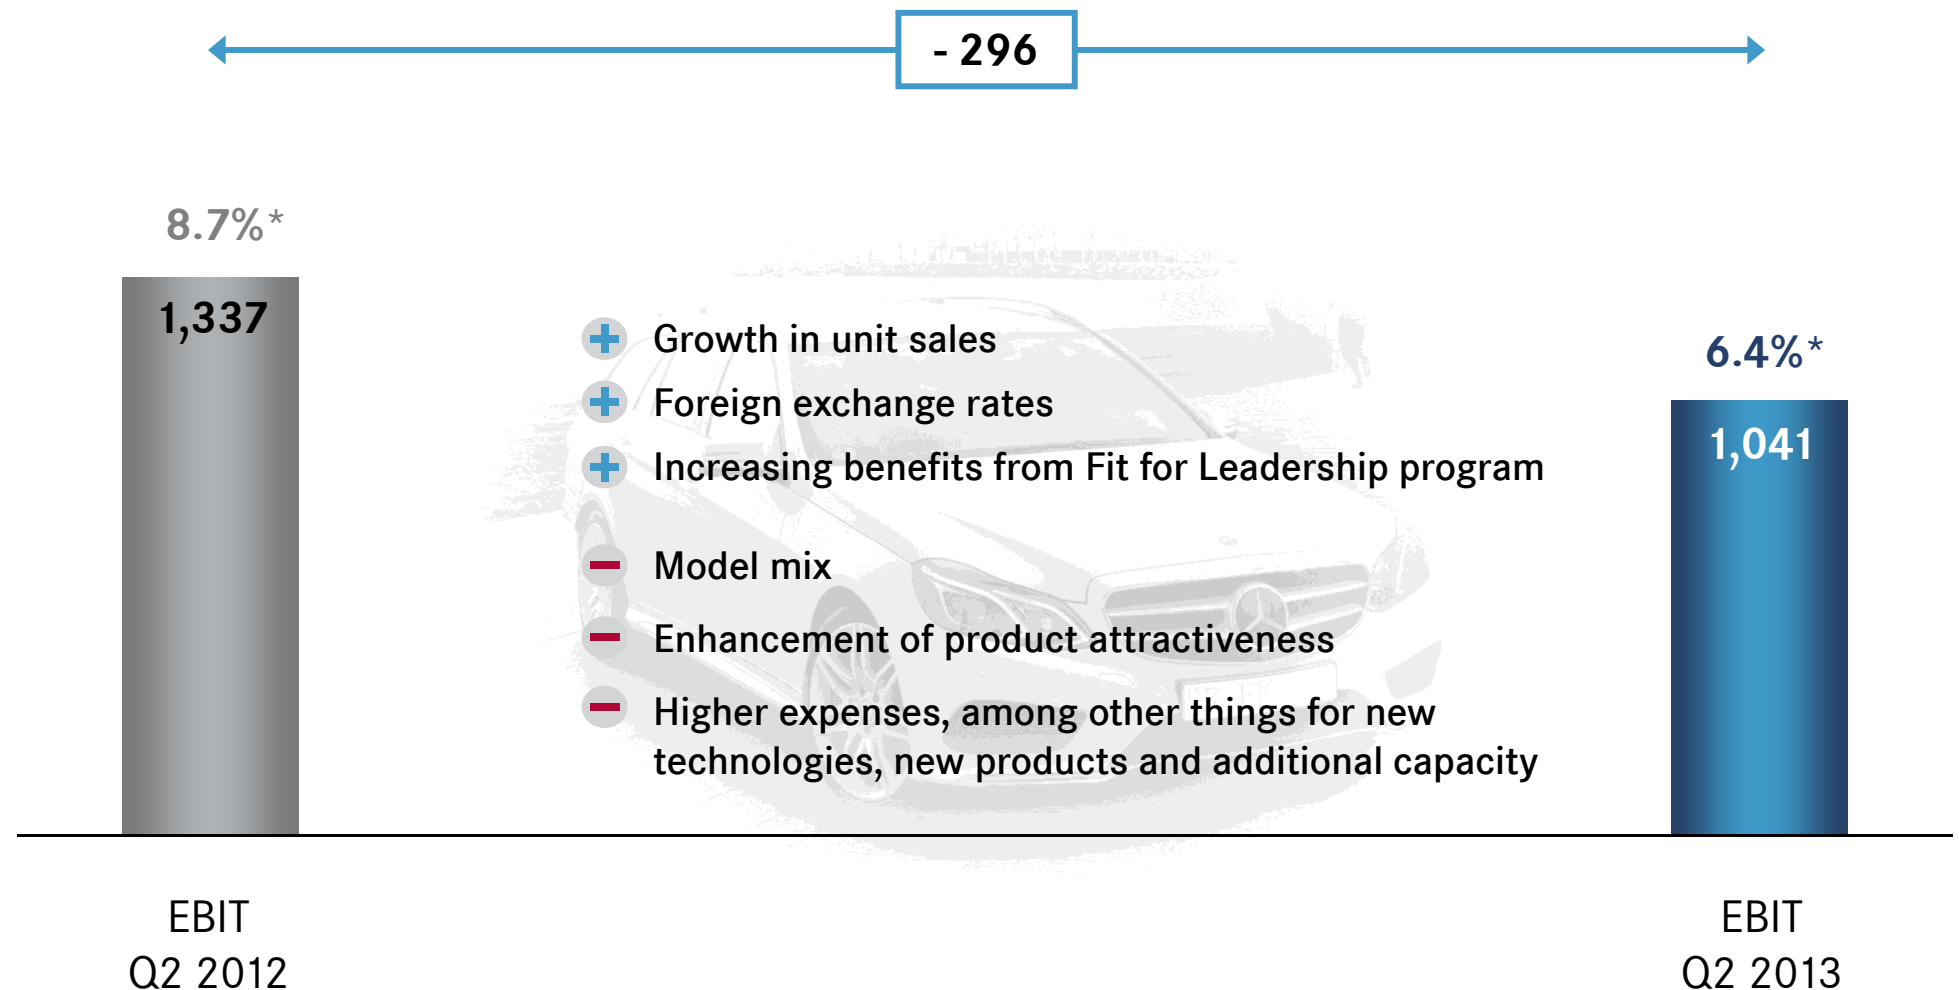 - 296
8.7%*
1,337
Growth in unit sales
Foreign exchange rates
Increasing benefits from Fit for Leadership program
Model mix
Enhancement of product attractiveness
Higher expenses, among other things for new
technologies, new products and additional capacity
6.4%*
1,041
EBIT
Q2 2012
EBIT
Q2 2013